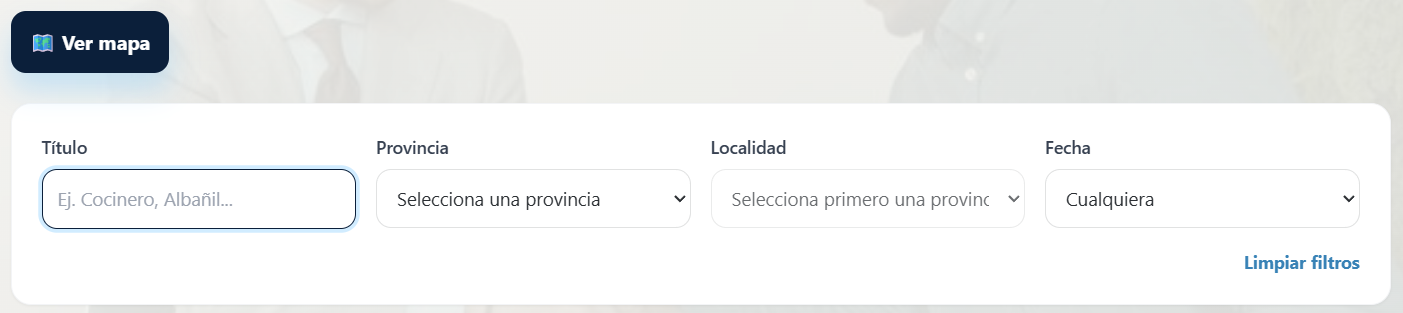 Ver mapa
Título
Provincia
Localidad
Fecha
Ej. Cocinero, Albañil...
Selecciona una provincia
Selecciona primero una provinc
Cualquiera
Limpiar filtros